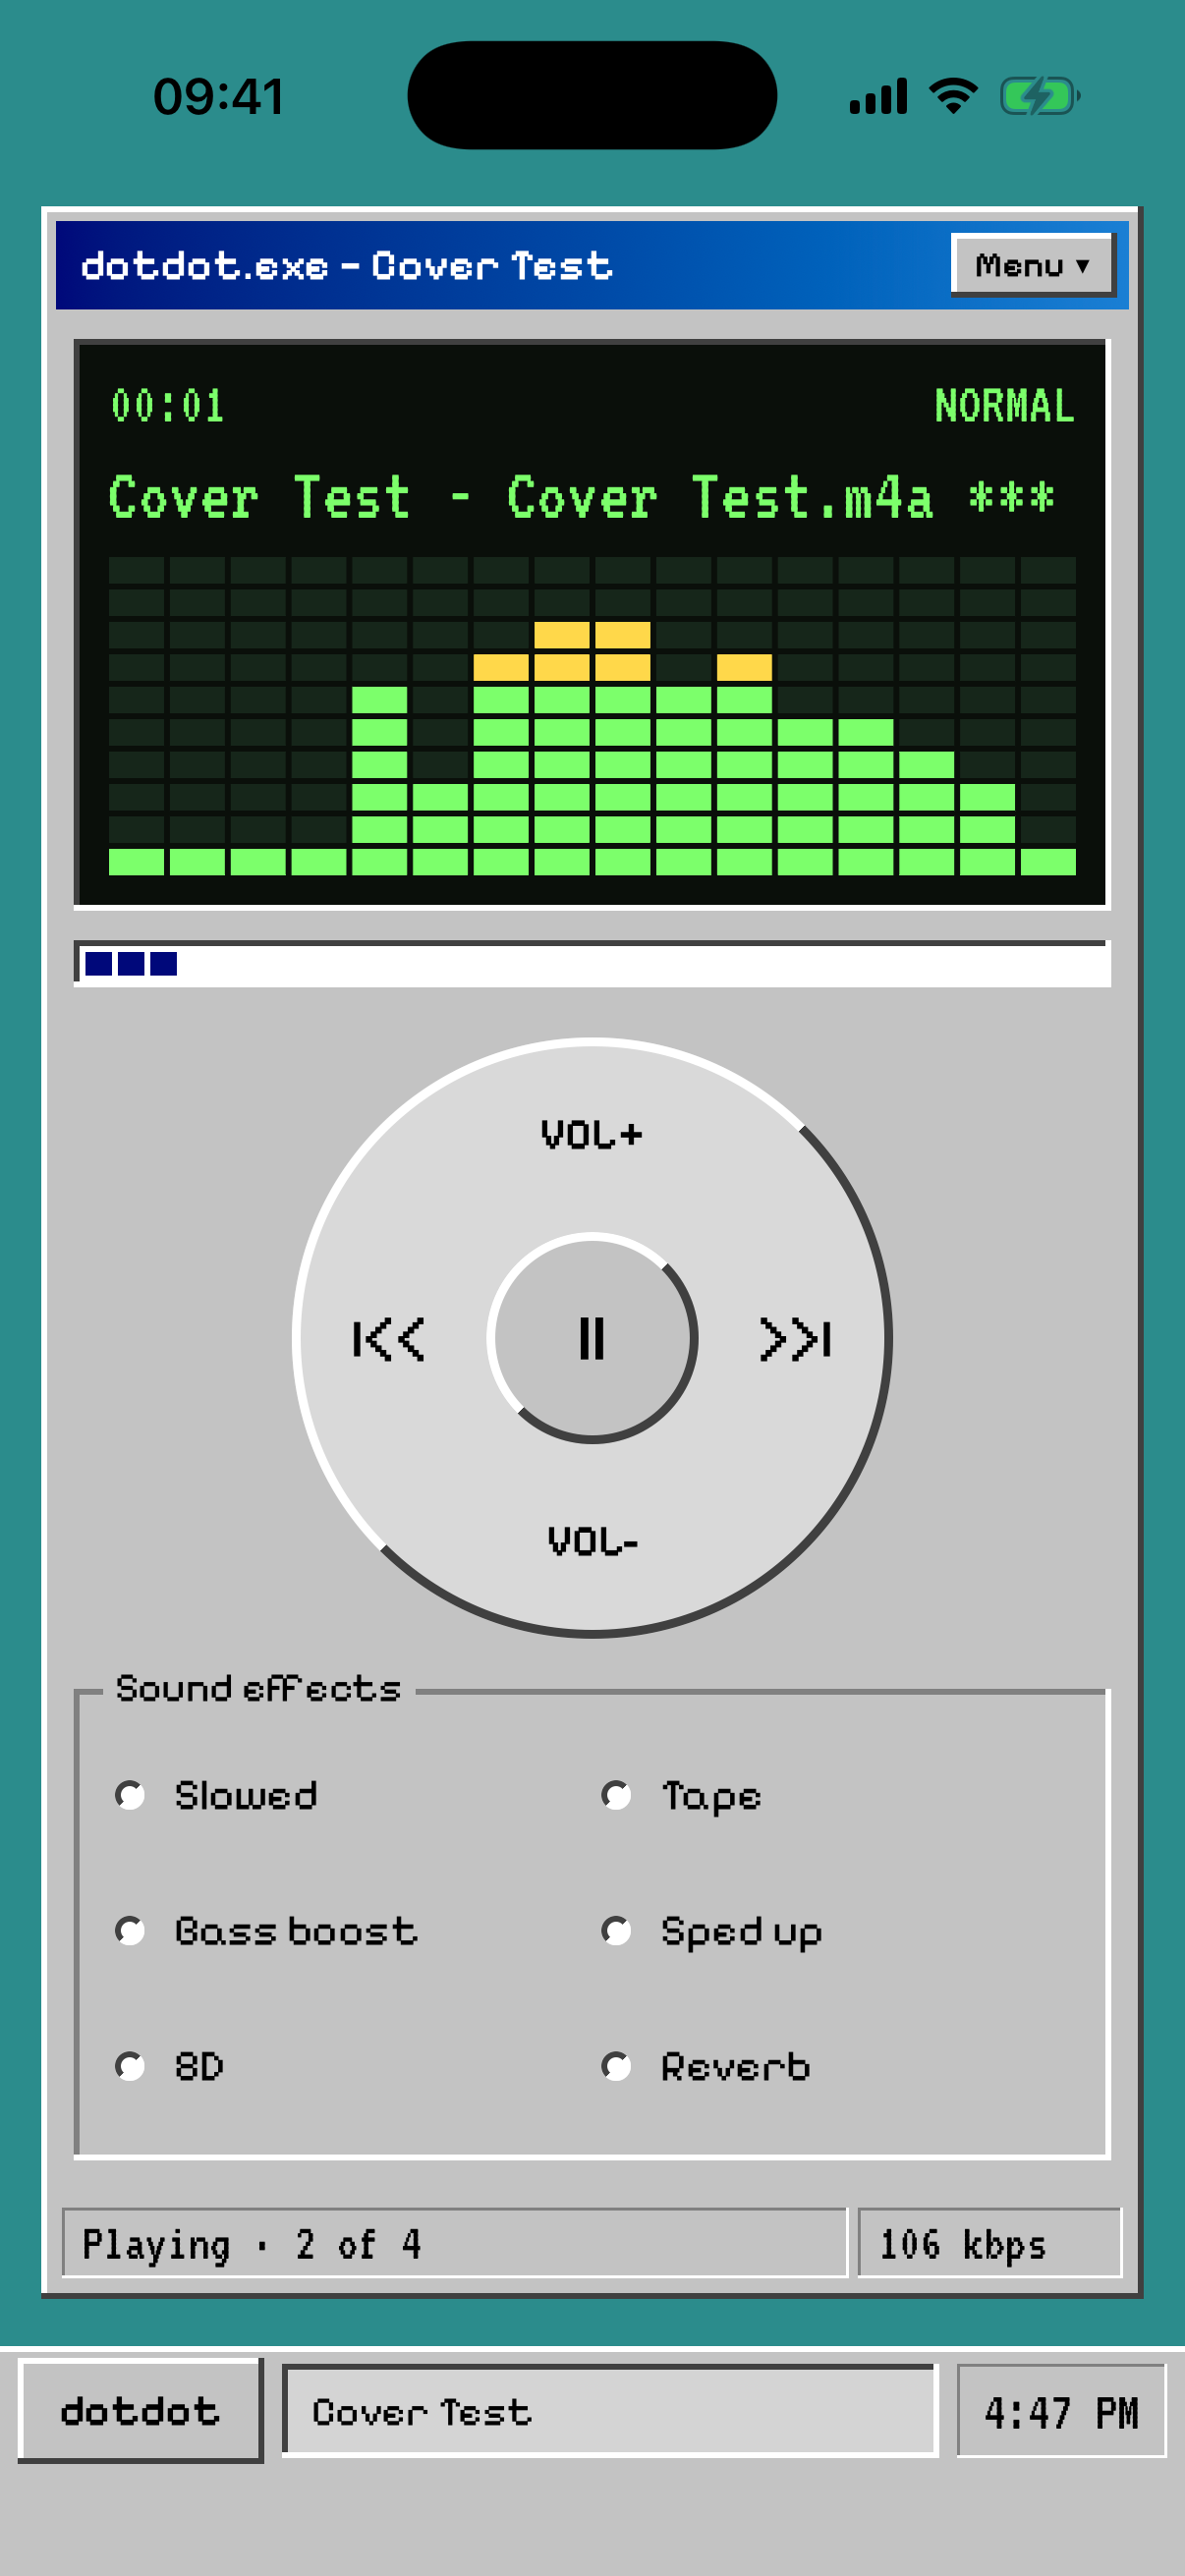 09:41
dotdot.exe - Cover Test
Menu ▾
00:01
NORMAL
Cover Test - Cover Test.m4a ***
VOL+
VOL-
Sound effects
Slowed
Tape
Bass boost
Sped up
8D
Reverb
Playing · 2 of 4
106 kbps
dotdot
Cover Test
4:47 PM